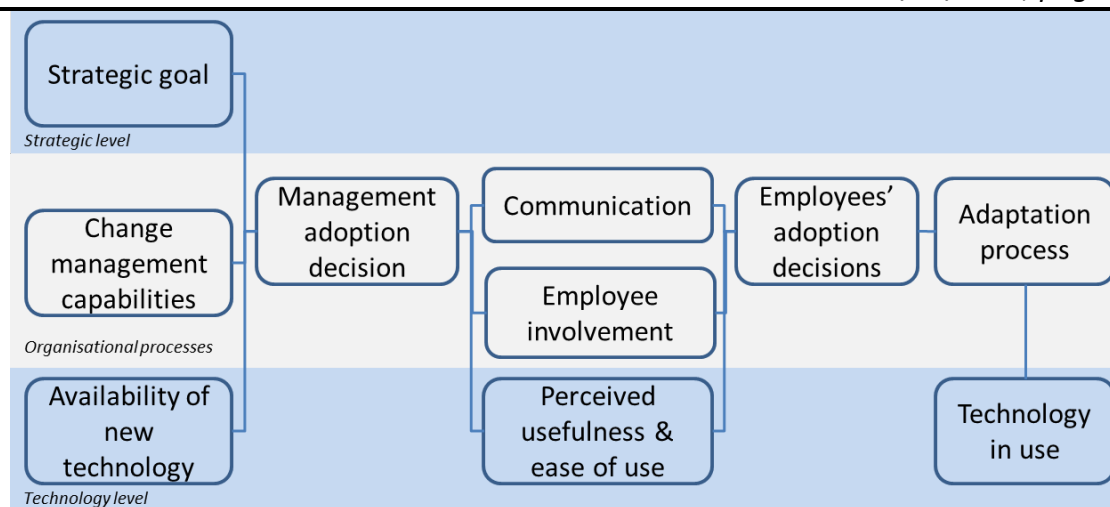 Strategic goal
Strategic level
Change
management
capabilities
Organisational processes
Availability of
new
technology
Technology level
Management
adoption
decision
Communication
Employee
involvement
Perceived
usefulness &
ease of use
Employees’
adoption
decisions
Adaptation
process
Technology
in use